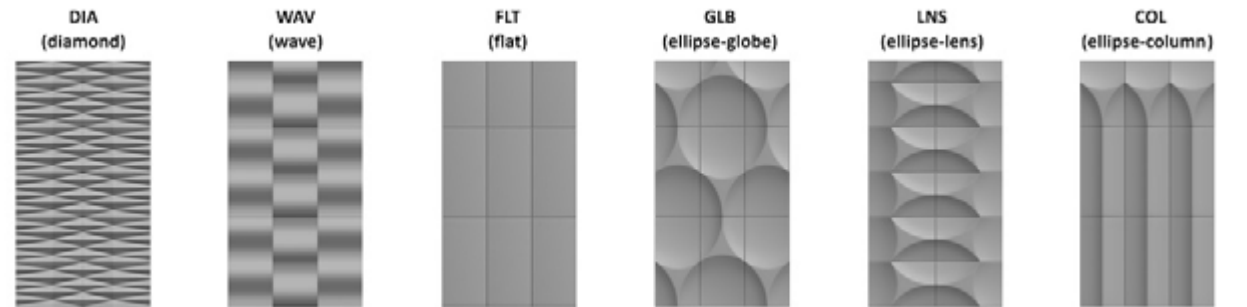 DIA
(diamond)
WAV
(wave)
FLT
(flat)
GLB
(ellipse-globe)
LNS
(ellipse-lens)
COL
(ellipse-column)